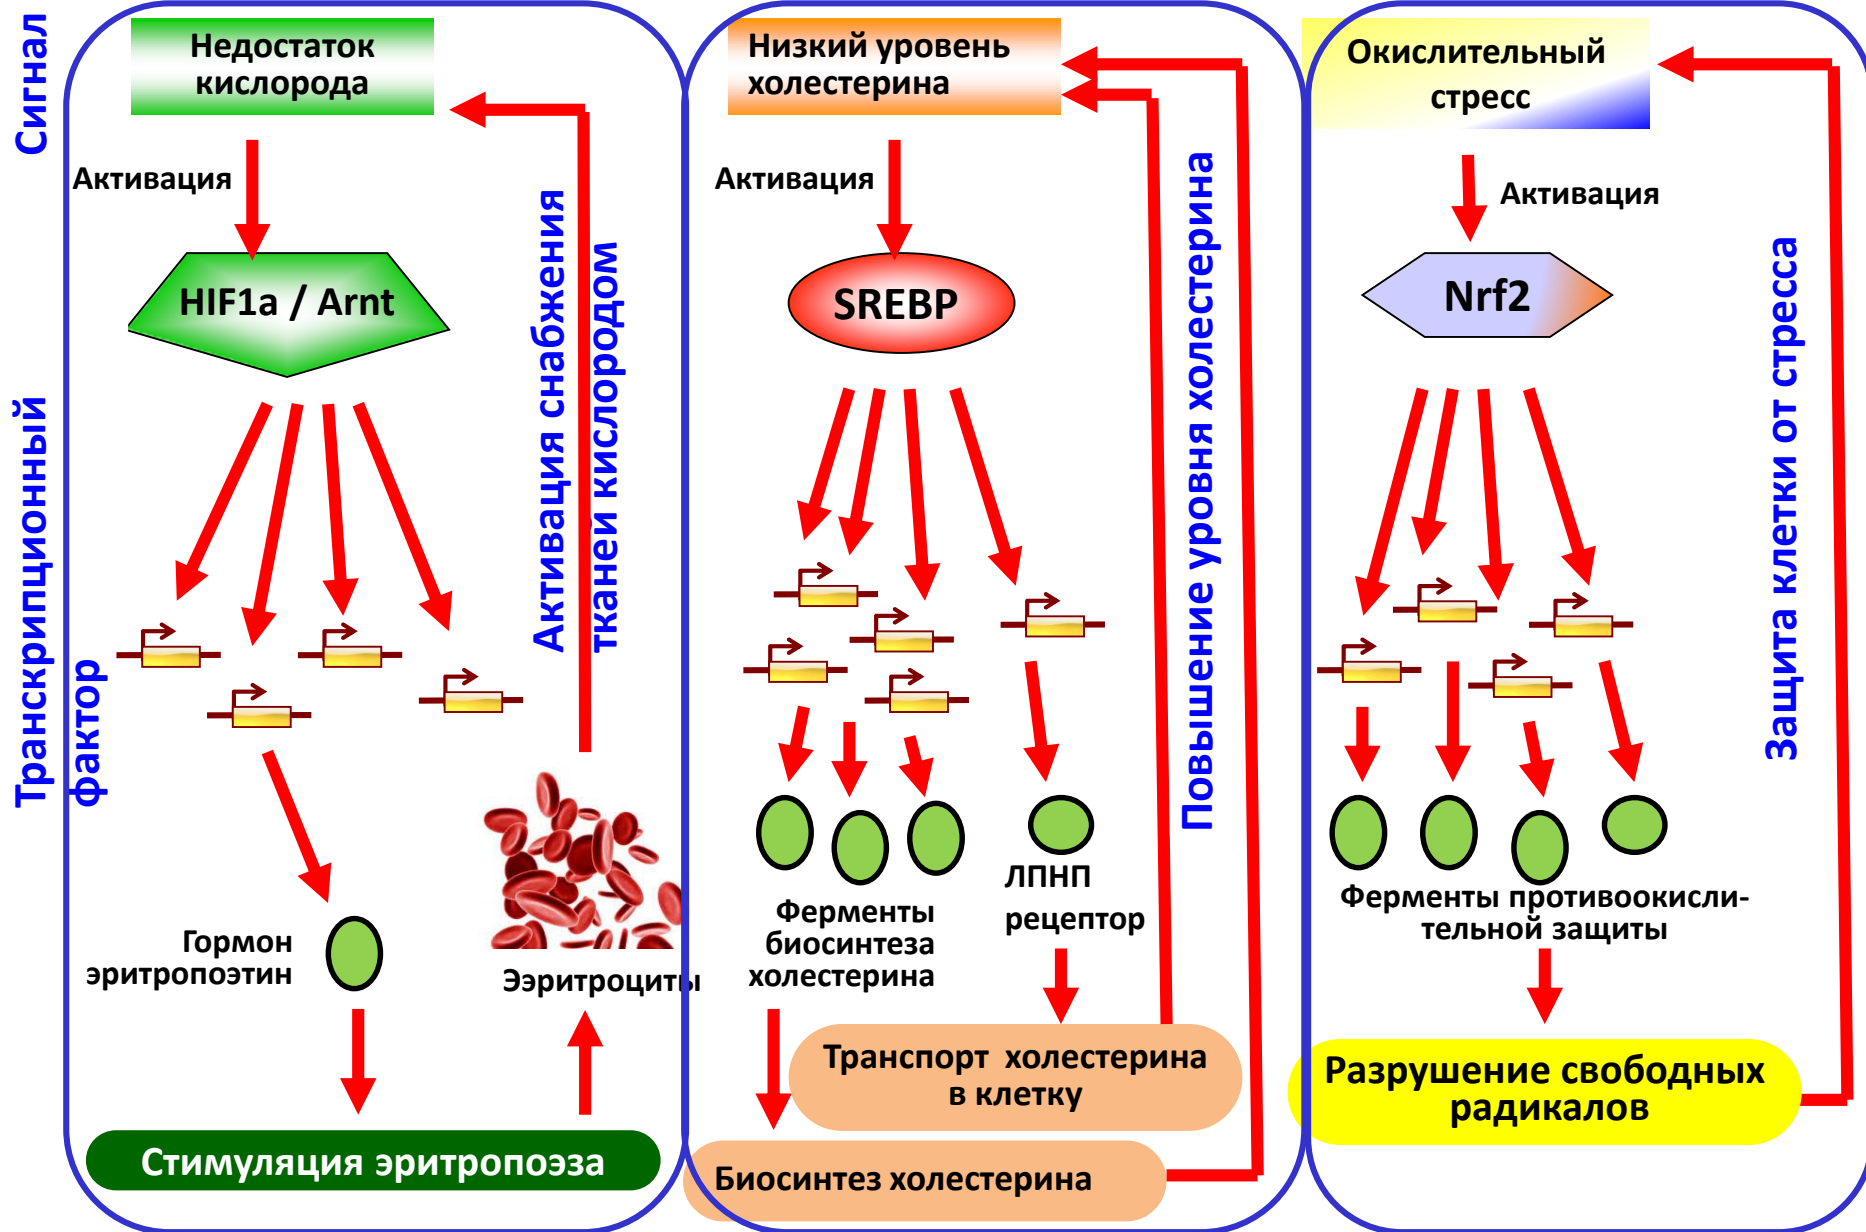 Сигнал
Транскрипционный
фактор
Недостаток
кислорода
Активация
HIF1a / Arnt
Активация снабжения
тканей кислородом
Гормон
эритропоэтин
Ээритроциты
Стимуляция эритропоэза
Низкий уровень
холестерина
Активация
SREBP
Повышение уровня холестерина
Ферменты
биосинтеза
холестерина
ЛПНП
рецептор
Транспорт холестерина
в клетку
Биосинтез холестерина
Окислительный
стресс
Активация
Nrf2
Защита клетки от стресса
Ферменты противоокисли-
тельной защиты
Разрушение свободных
радикалов